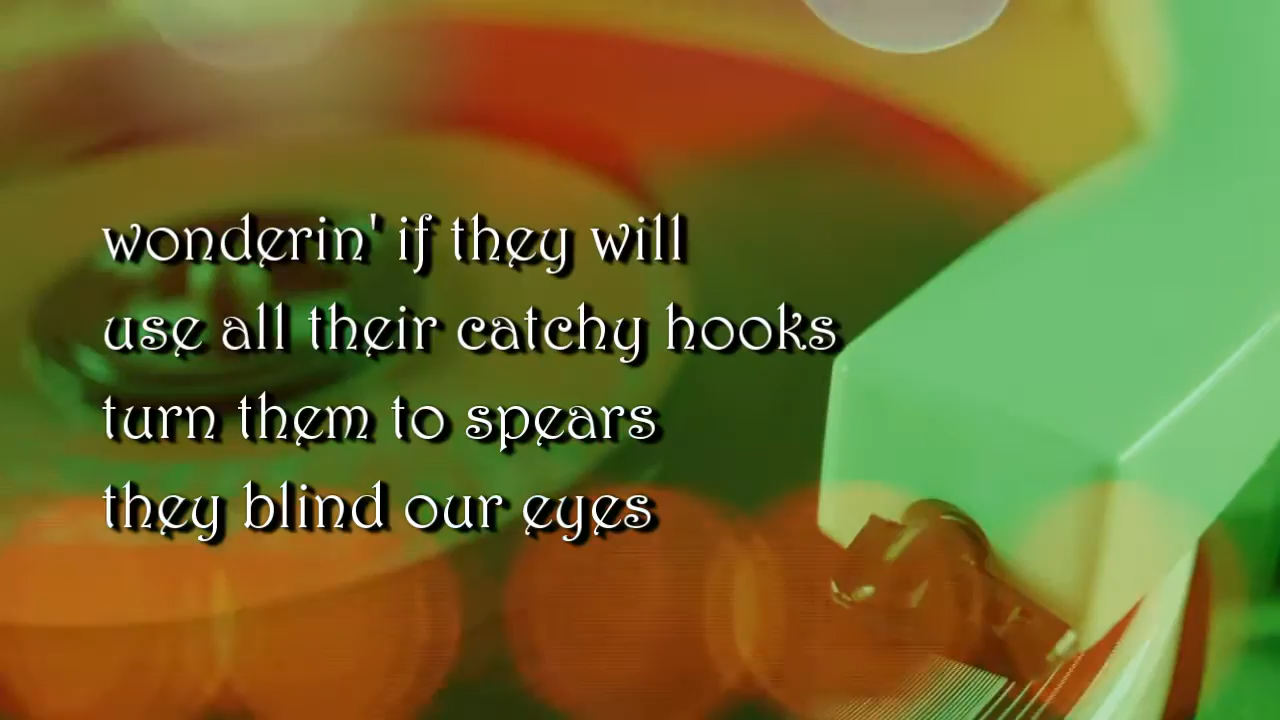 wonderin' if they will
use all their catchy hooks
turn them to spears
they blind our eyes